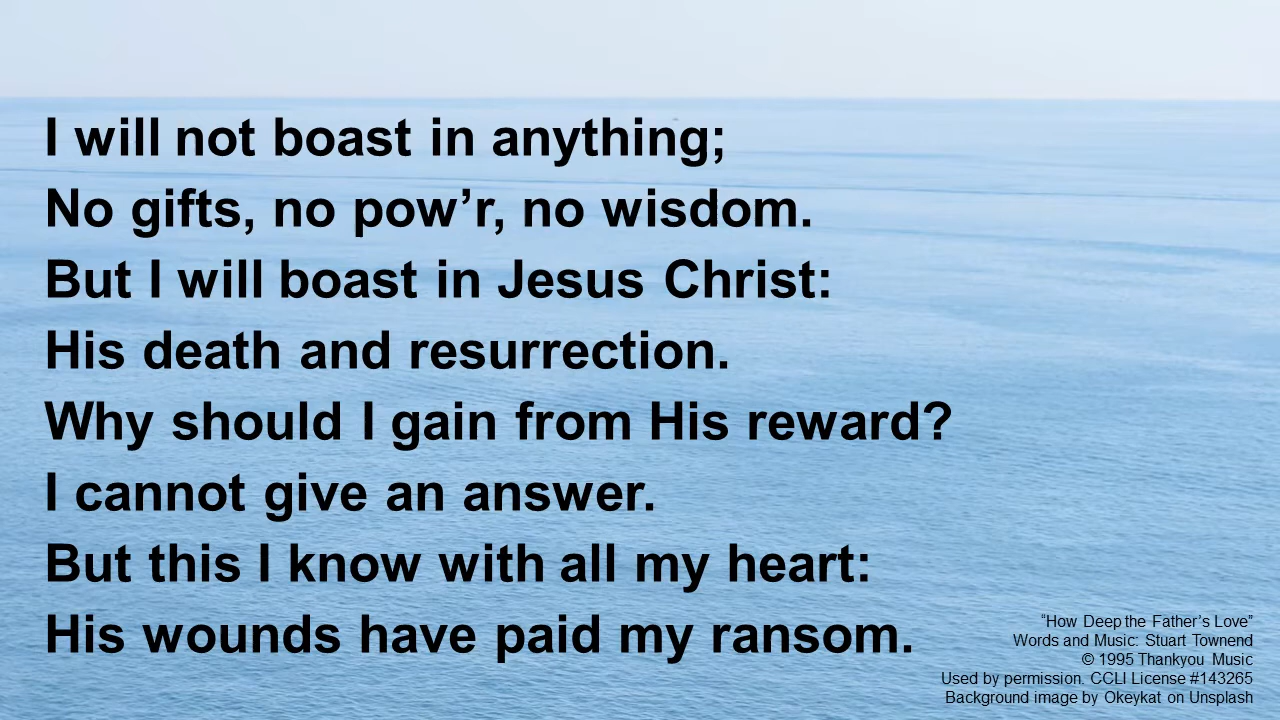 I will not boast in anything;
No gifts, no pow’r, no wisdom.
But I will boast in Jesus Christ:
His death and resurrection.
Why should I gain from His reward?
I cannot give an answer.
But this I know with all my heart:
His wounds have paid my ransom.
“How Deep the Father’s Love”
Words and Music: Stuart Townend
© 1995 Thankyou Music
Used by permission. CCLI License #143265
Background image by Okeykat on Unsplash